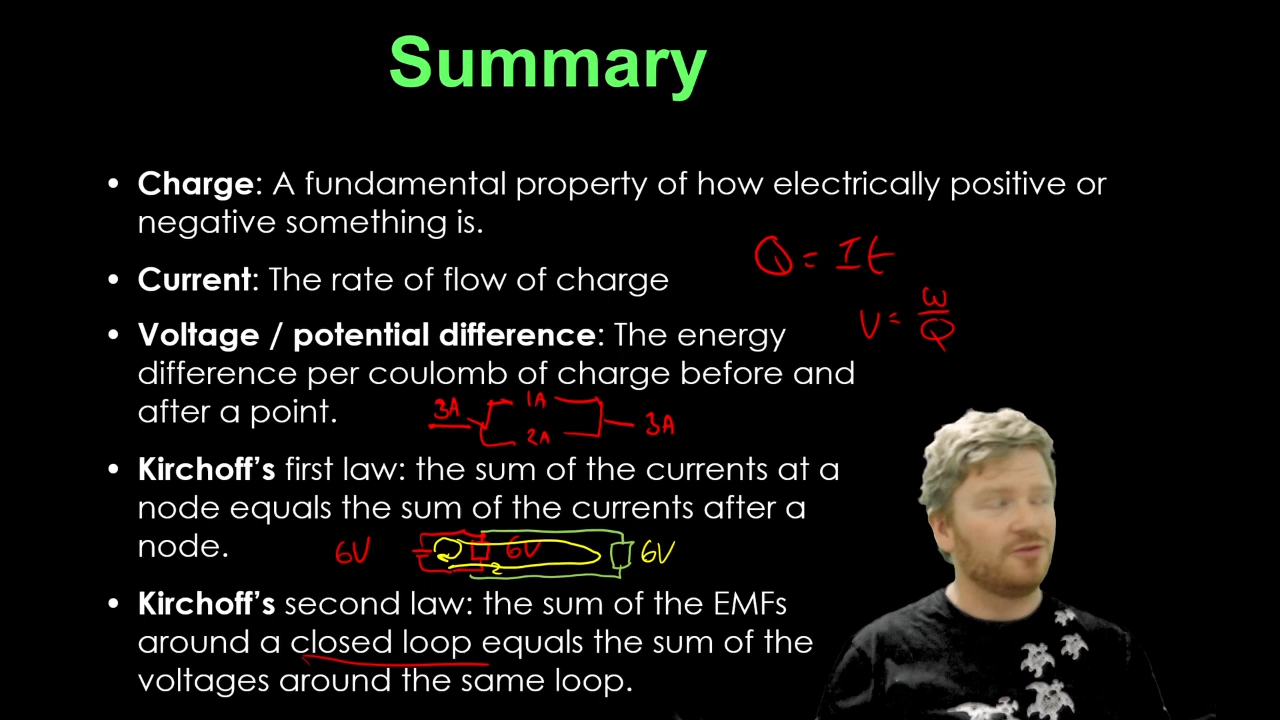 Summary
• Charge: A fundamental property of how electrically positive or
negative something is.
Q = It
• Current: The rate of flow of charge
V = W/Q
• Voltage / potential difference: The energy
difference per coulomb of charge before and
after a point.
3A 1A 2A 3A
• Kirchoff's first law: the sum of the currents at a
node equals the sum of the currents after a
node.
6V 6V 6V
• Kirchoff's second law: the sum of the EMFs
around a closed loop equals the sum of the
voltages around the same loop.